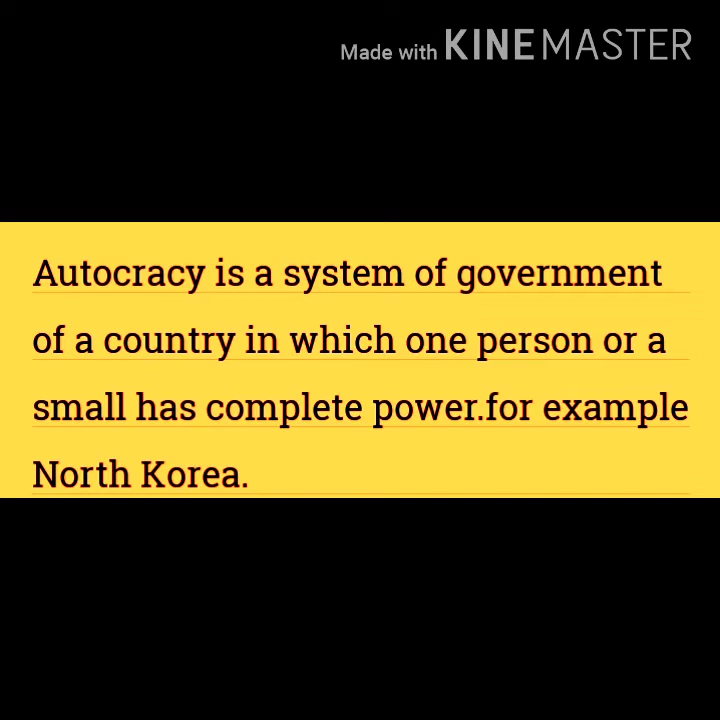 Made with KINEMASTER
Autocracy is a system of government
of a country in which one person or a
small has complete power.for example
North Korea.